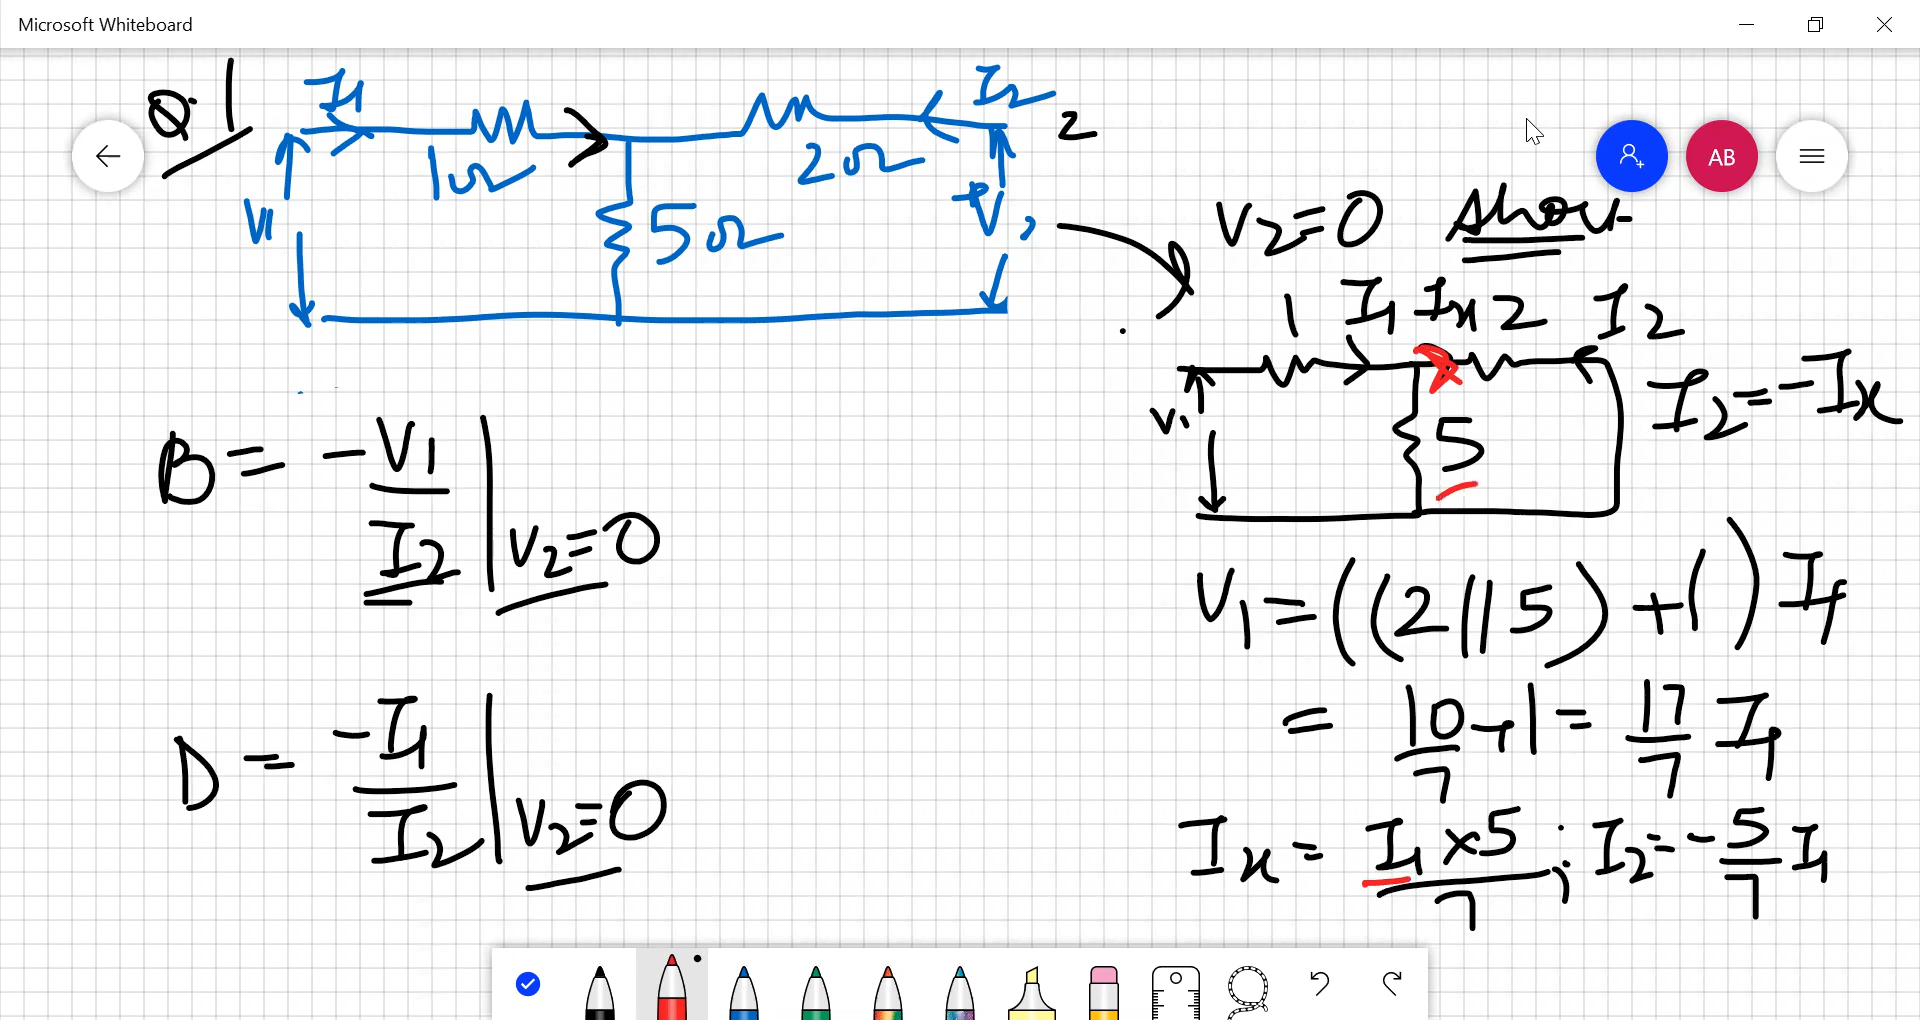 Microsoft Whiteboard
Q.1
I1
I2
2
1Ω
2Ω
V1
5Ω
V2
AB
V2=0 short
1 I1 Ix 2 I2
V1
5
I2=-Ix
B = -V1/I2 | V2=0
V1 = ((2||5)+1) I1
= 10/7+1 = 17/7 I1
D = -I1/I2 | V2=0
Ix = I1×5/7 ; I2=-5/7 I1